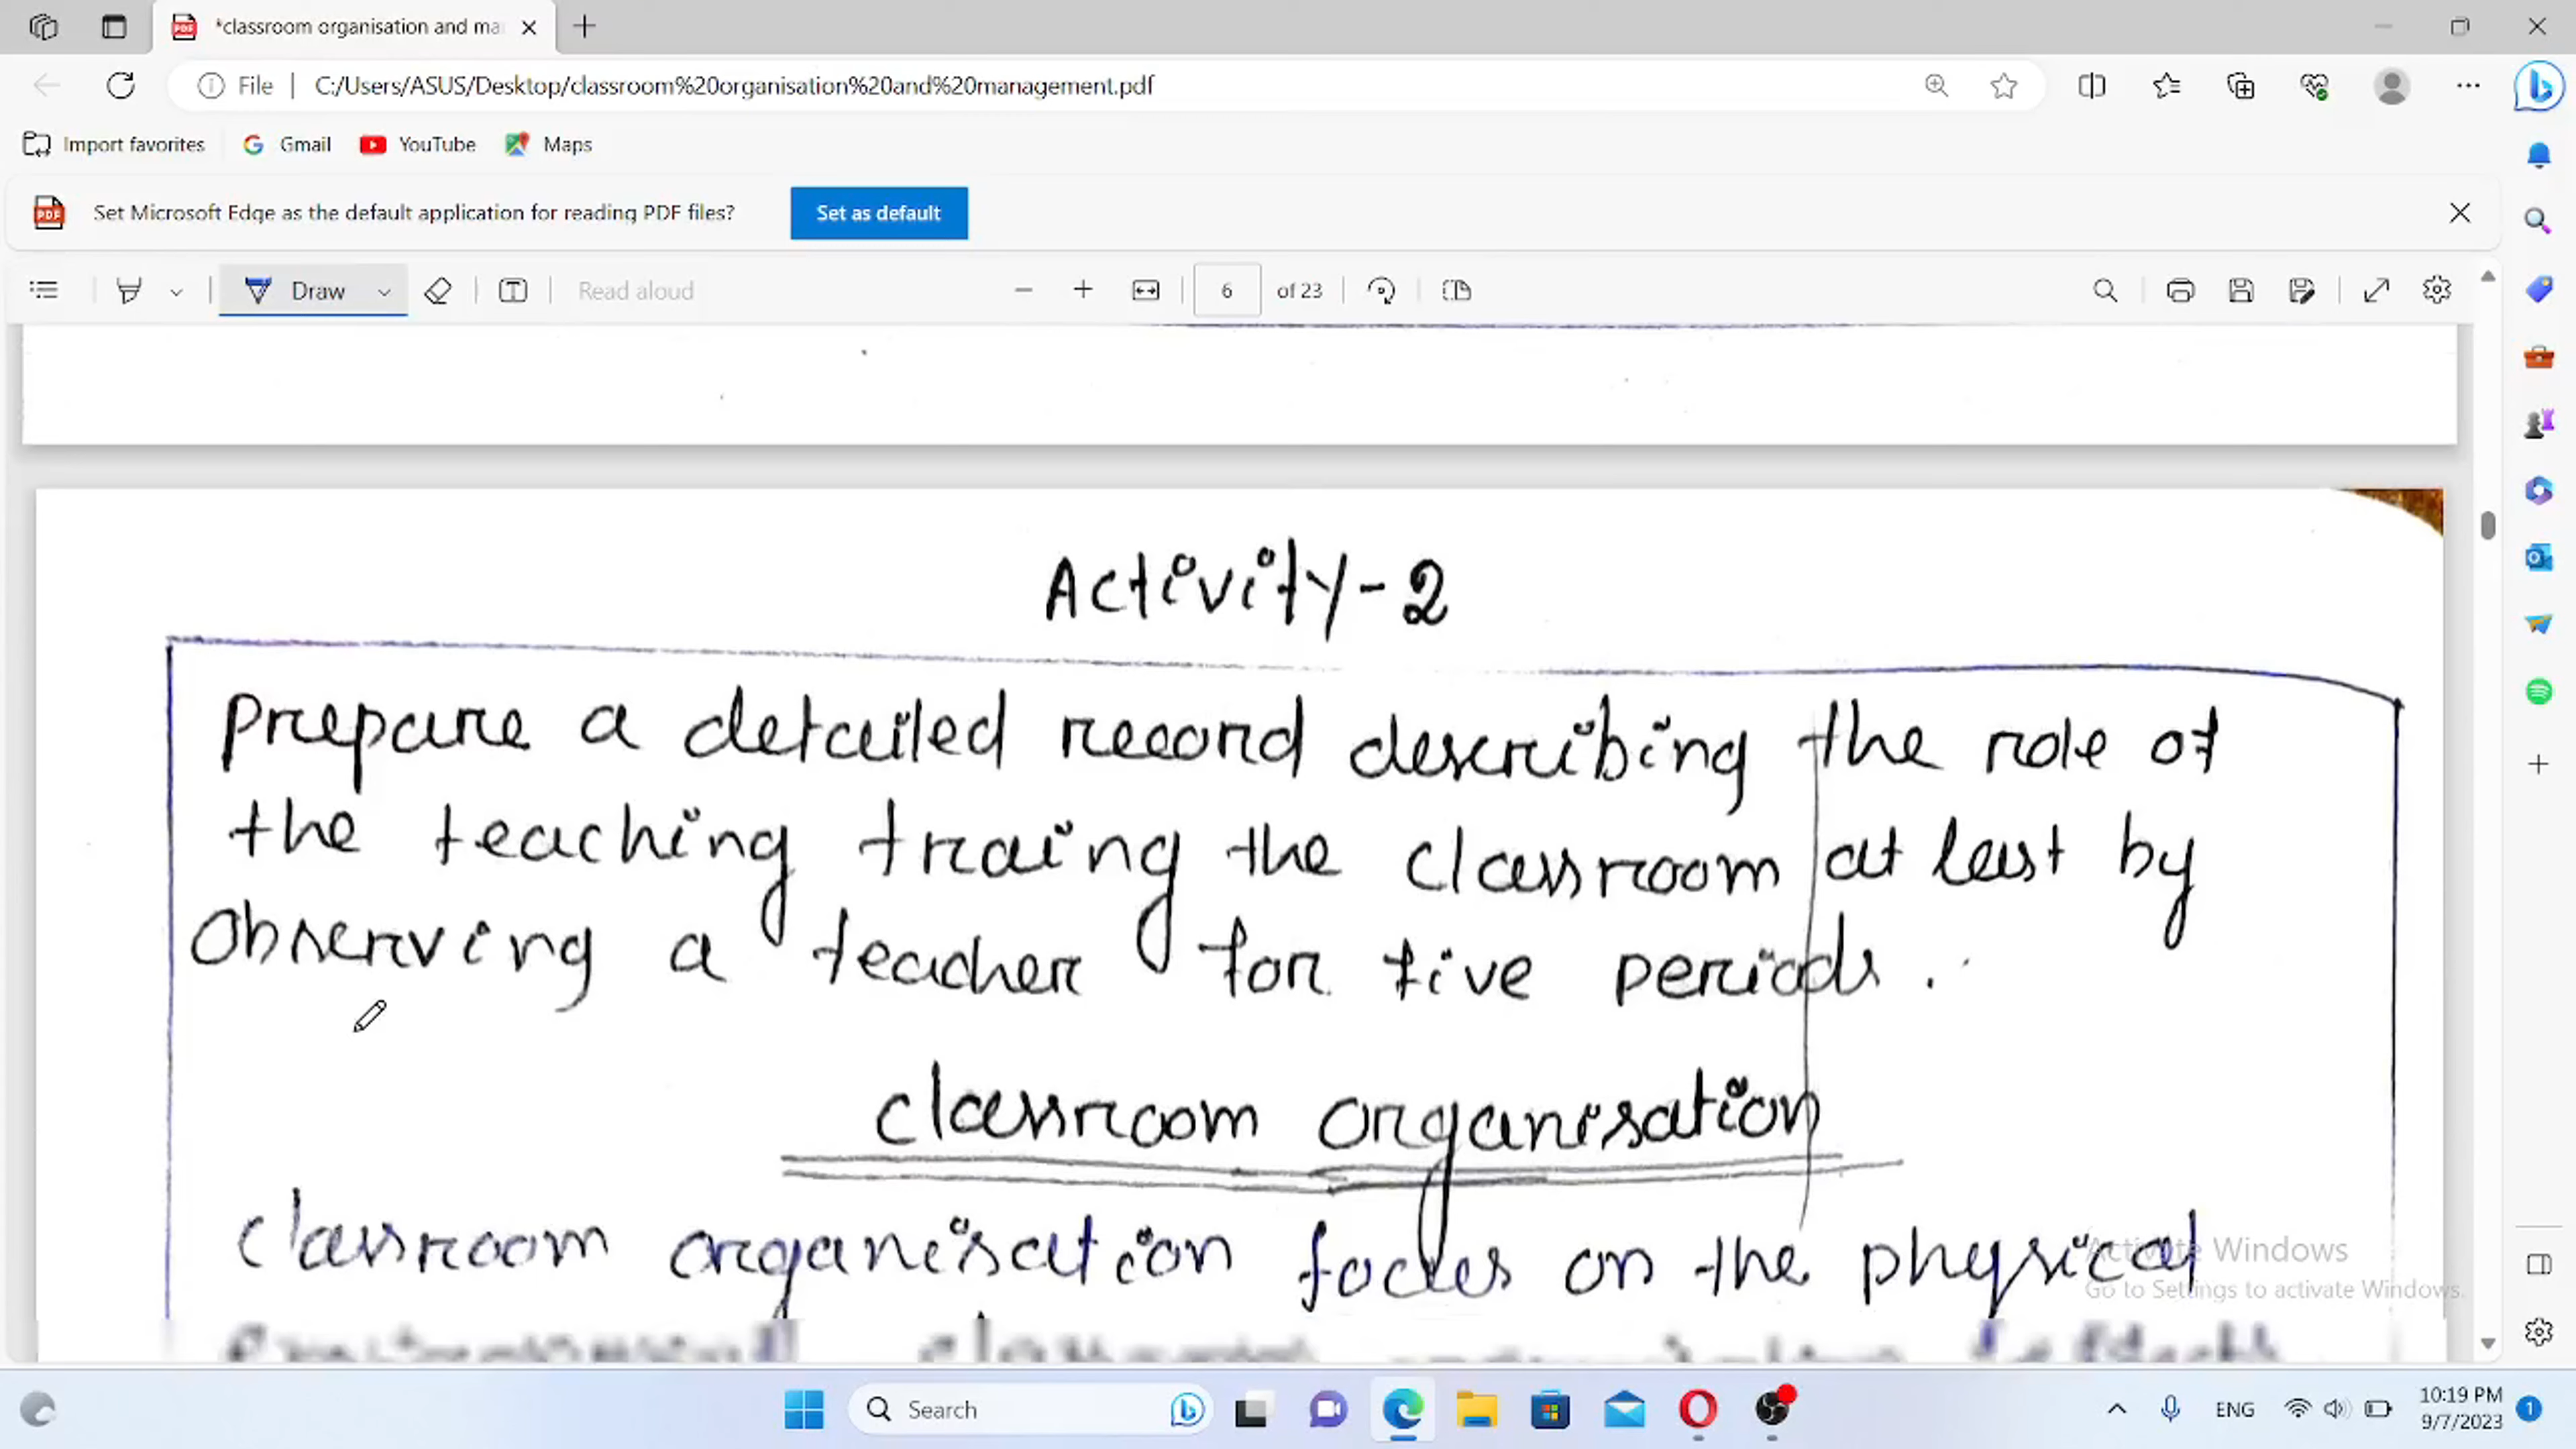 *classroom organisation and ma
File
C:/Users/ASUS/Desktop/classroom%20organisation%20and%20management.pdf
Import favorites
Gmail
YouTube
Maps
Set Microsoft Edge as the default application for reading PDF files?
Set as default
Draw
Read aloud
6 of 23
Activity-2
Prepare a detailed record describing the role of
the teaching traing the classroom at least by
Observing a teacher for five periods.
classroom organisation
classroom organisation focus on the physical
Activate Windows
Go to Settings to activate Windows.
Search
ENG
10:19 PM
9/7/2023
1